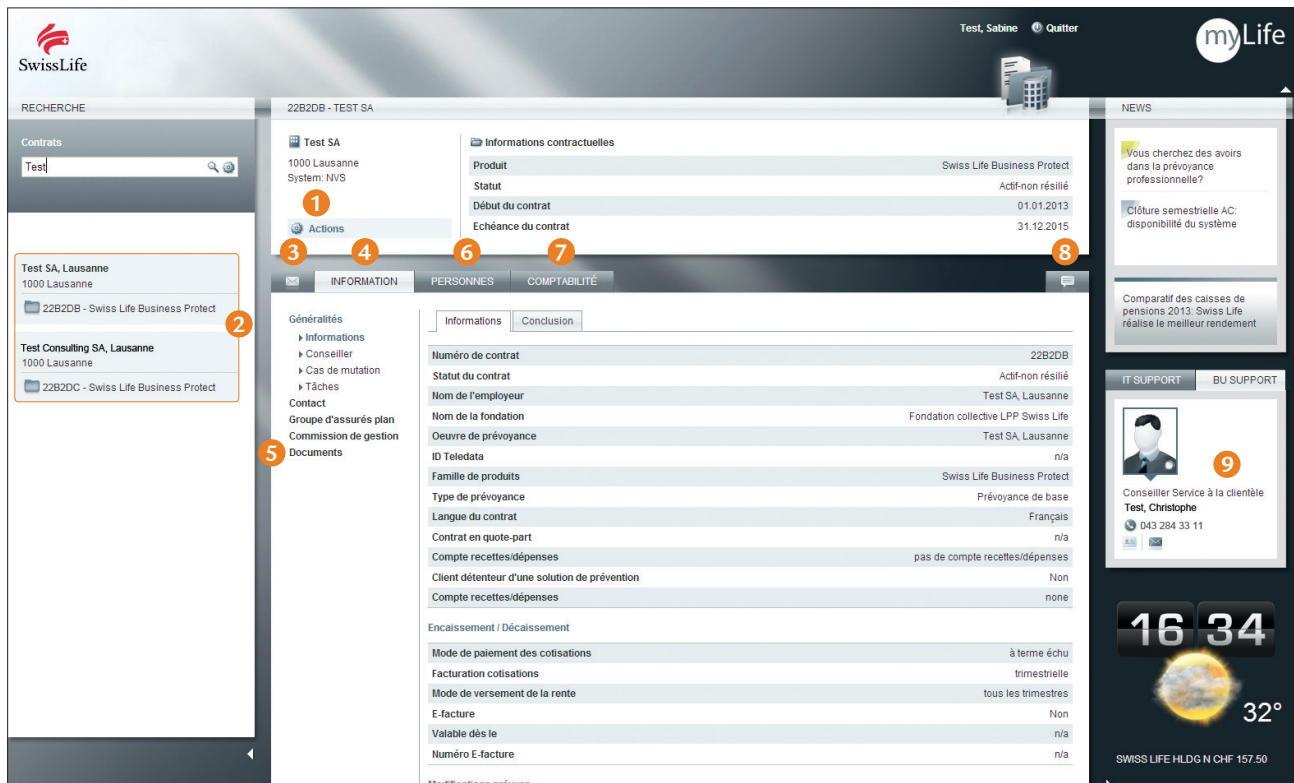 SwissLife
Test, Sabine Quitter
myLife
RECHERCHE
Contrats
Test
Test SA, Lausanne
1000 Lausanne
22B2DB - Swiss Life Business Protect
2
Test Consulting SA, Lausanne
1000 Lausanne
22B2DC - Swiss Life Business Protect
22B2DB - TEST SA
Test SA
1000 Lausanne
System: NVS
1
Actions
Informations contractuelles
Produit Swiss Life Business Protect
Statut Actif-non résilié
Début du contrat 01.01.2013
Echéance du contrat 31.12.2015
3 4 6 7 8
INFORMATION PERSONNES COMPTABILITÉ
Généralités
Informations
Conseiller
Cas de mutation
Tâches
Contact
Groupe d'assurés plan
Commission de gestion
5 Documents
Informations Conclusion
Numéro de contrat 22B2DB
Statut du contrat Actif-non résilié
Nom de l'employeur Test SA, Lausanne
Nom de la fondation Fondation collective LPP Swiss Life
Oeuvre de prévoyance Test SA, Lausanne
ID Teledata n/a
Famille de produits Swiss Life Business Protect
Type de prévoyance Prévoyance de base
Langue du contrat Français
Contrat en quote-part n/a
Compte recettes/dépenses pas de compte recettes/dépenses
Client détenteur d'une solution de prévention Non
Compte recettes/dépenses none
Encaissement / Décaissement
Mode de paiement des cotisations à terme échu
Facturation cotisations trimestrielle
Mode de versement de la rente tous les trimestres
E-facture Non
Valable dès le n/a
Numéro E-facture n/a
NEWS
Vous cherchez des avoirs
dans la prévoyance
professionnelle?
Clôture semestrielle AC:
disponibilité du système
Comparatif des caisses de
pensions 2013: Swiss Life
réalise le meilleur rendement
IT SUPPORT BU SUPPORT
9
Conseiller Service à la clientèle
Test, Christophe
043 284 33 11
16 34
32°
SWISS LIFE HLDG N CHF 157.50